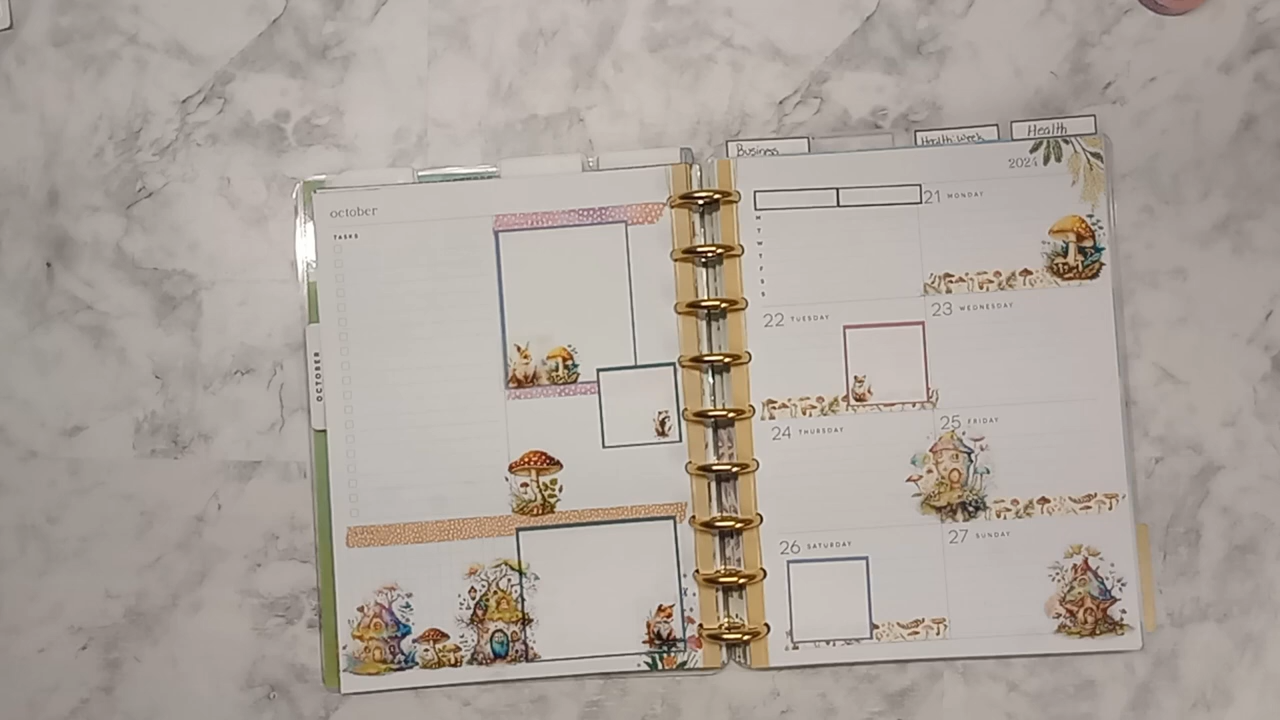 Business
Health Week
Health
2024
october
TASKS
OCTOBER
21 MONDAY
M
T
W
T
F
S
S
22 TUESDAY
23 WEDNESDAY
24 THURSDAY
25 FRIDAY
26 SATURDAY
27 SUNDAY